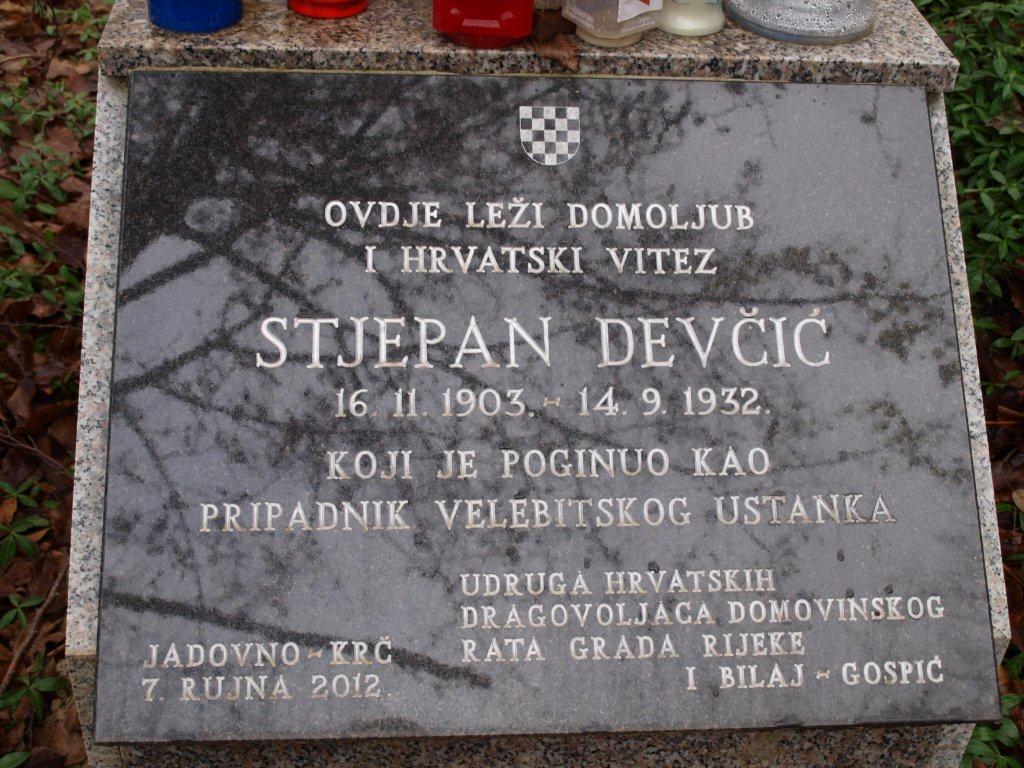 OVDJE LEŽI DOMOLJUB
I HRVATSKI VITEZ
STJEPAN DEVČIĆ
16. 11. 1903. - 14. 9. 1932.
KOJI JE POGINUO KAO
PRIPADNIK VELEBITSKOG USTANKA
UDRUGA HRVATSKIH
DRAGOVOLJACA DOMOVINSKOG
RATA GRADA RIJEKE
I BILAJ - GOSPIĆ
JADOVNO - KRČ
7. RUJNA 2012.